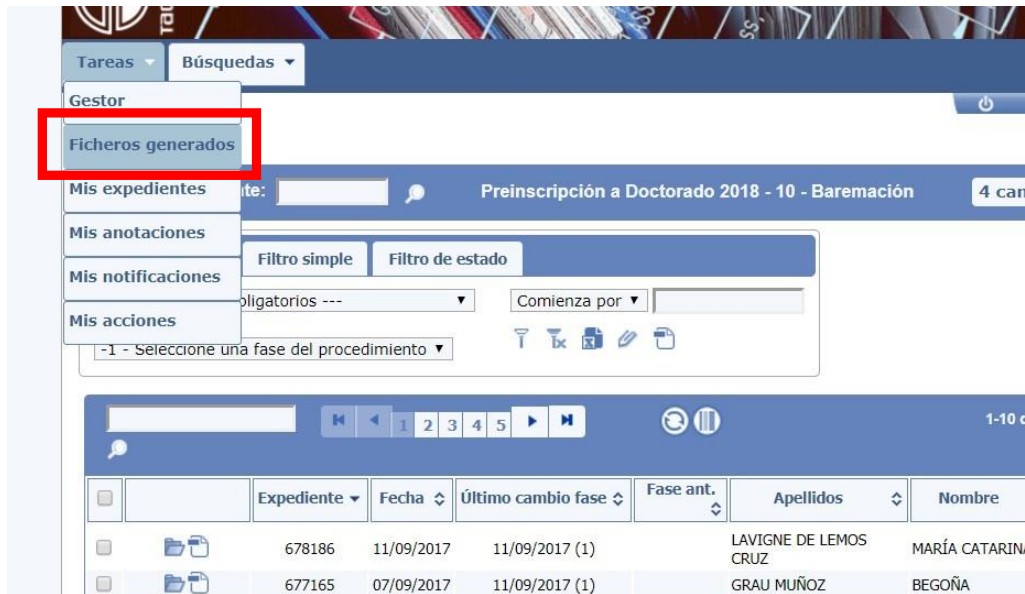 Tareas Búsquedas
Gestor
Ficheros generados
Mis expedientes
Mis anotaciones
Mis notificaciones
Mis acciones
te: Preinscripción a Doctorado 2018 - 10 - Baremación 4 cam
Filtro simple Filtro de estado
bligatorios --- Comienza por
-1 - Seleccione una fase del procedimiento
1 2 3 4 5 1-10 d
Expediente Fecha Último cambio fase Fase ant. Apellidos Nombre
678186 11/09/2017 11/09/2017 (1) LAVIGNE DE LEMOS MARÍA CATARINA
CRUZ
677165 07/09/2017 11/09/2017 (1) GRAU MUÑOZ BEGOÑA